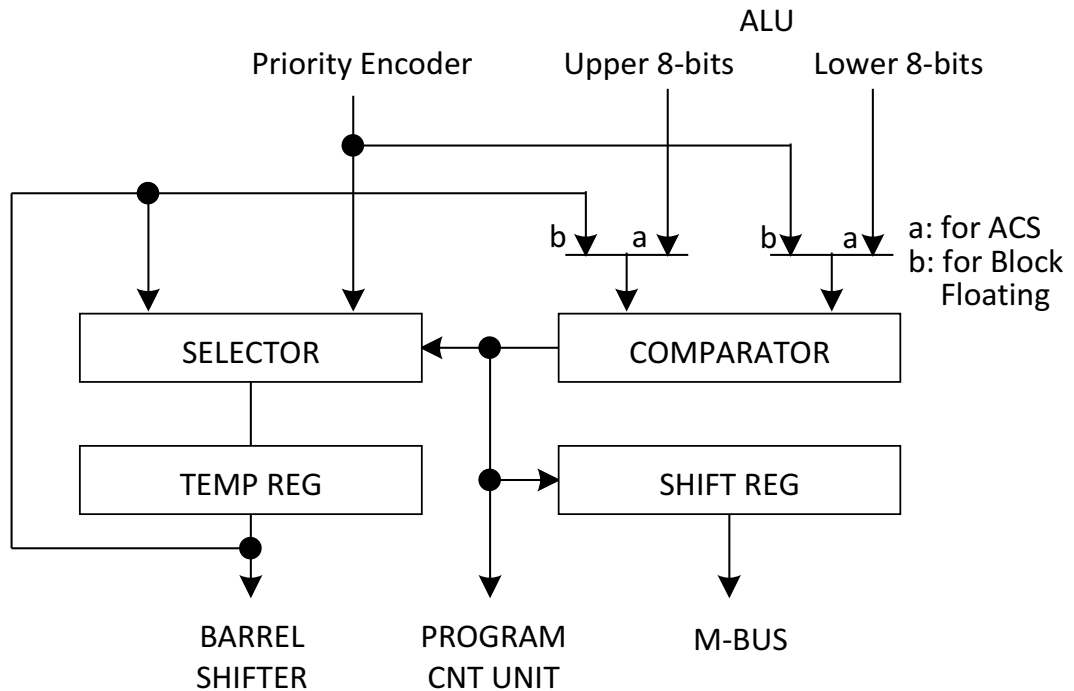 ALU
Priority Encoder
Upper 8-bits
Lower 8-bits
b
a
b
a
a: for ACS
b: for Block
Floating
SELECTOR
COMPARATOR
TEMP REG
SHIFT REG
BARREL
SHIFTER
PROGRAM
CNT UNIT
M-BUS